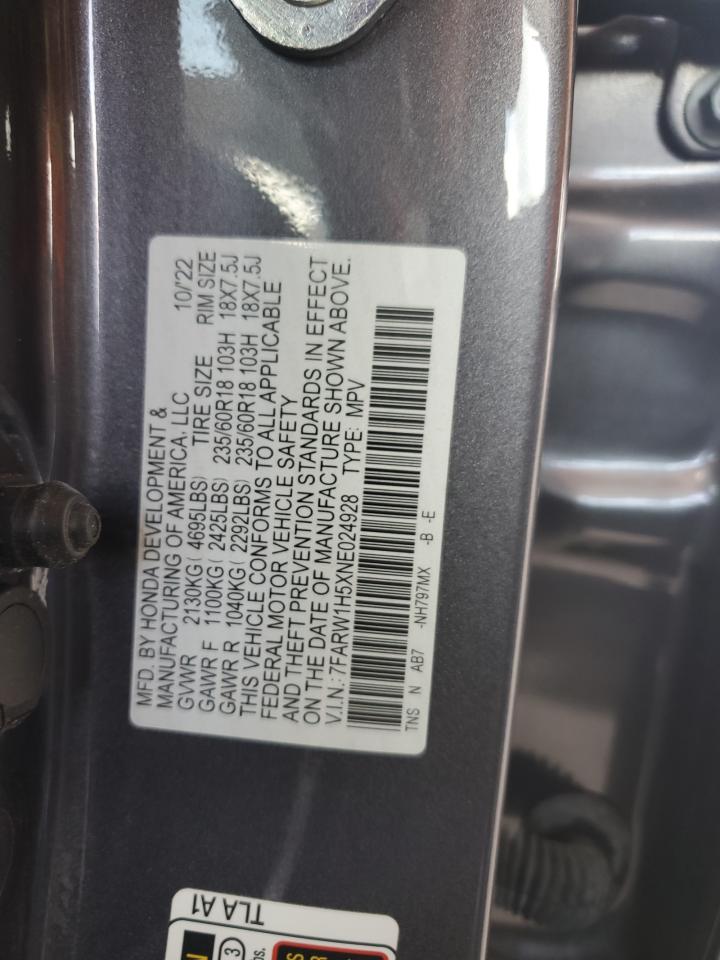 MFD. BY HONDA DEVELOPMENT &
MANUFACTURING OF AMERICA, LLC 10/'22
GVWR 2130KG( 4695LBS) TIRE SIZE RIM SIZE
GAWR F 1100KG( 2425LBS) 235/60R18 103H 18X7.5J
GAWR R 1040KG( 2292LBS) 235/60R18 103H 18X7.5J
THIS VEHICLE CONFORMS TO ALL APPLICABLE
FEDERAL MOTOR VEHICLE SAFETY
AND THEFT PREVENTION STANDARDS IN EFFECT
ON THE DATE OF MANUFACTURE SHOWN ABOVE.
V.I.N.: 7FARW1H5XNE024928 TYPE: MPV
TNS N AB7 -NH797MX -B -E
TLA A1
3